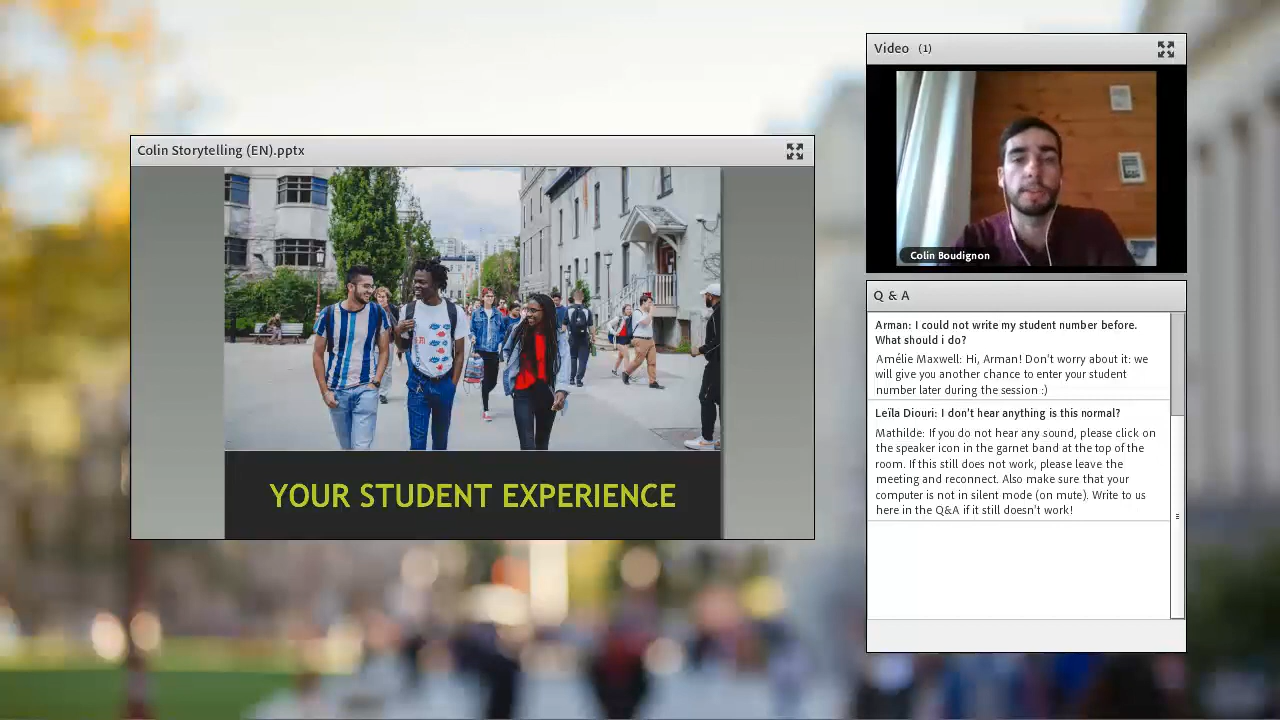 Colin Storytelling (EN).pptx
YOUR STUDENT EXPERIENCE
Video (1)
Colin Boudignon
Q & A
Arman: I could not write my student number before.
What should i do?
Amélie Maxwell: Hi, Arman! Don't worry about it: we
will give you another chance to enter your student
number later during the session :)
Leïla Diouri: I don't hear anything is this normal?
Mathilde: If you do not hear any sound, please click on
the speaker icon in the garnet band at the top of the
room. If this still does not work, please leave the
meeting and reconnect. Also make sure that your
computer is not in silent mode (on mute). Write to us
here in the Q&A if it still doesn't work!